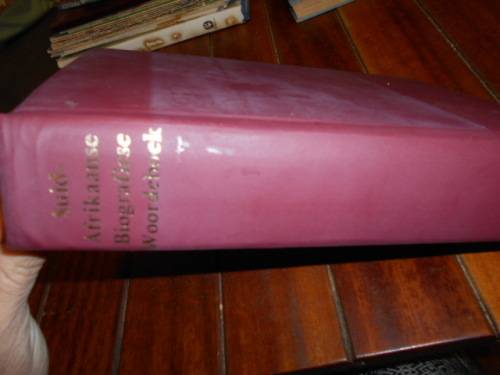 Suid-
Afrikaanse
Biografiese
Woordeboek